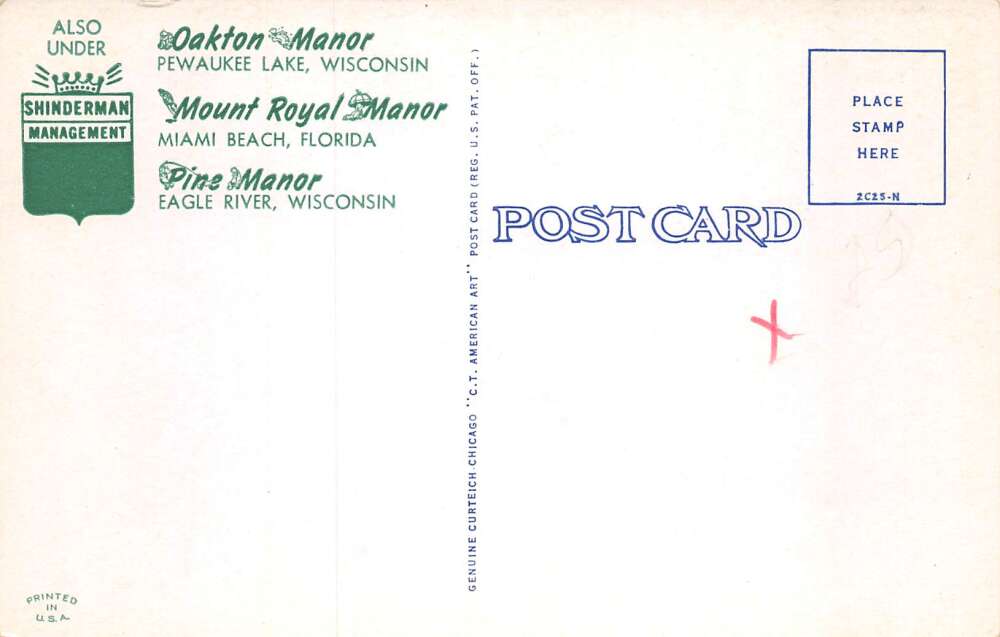 ALSO
UNDER
SHINDERMAN
MANAGEMENT
Oakton Manor
PEWAUKEE LAKE, WISCONSIN
Mount Royal Manor
MIAMI BEACH, FLORIDA
Pine Manor
EAGLE RIVER, WISCONSIN
PRINTED
IN
U.S.A.
GENUINE CURTEICH-CHICAGO "C.T. AMERICAN ART" POST CARD (REG. U.S. PAT. OFF.)
POST CARD
PLACE
STAMP
HERE
2C25-N
X